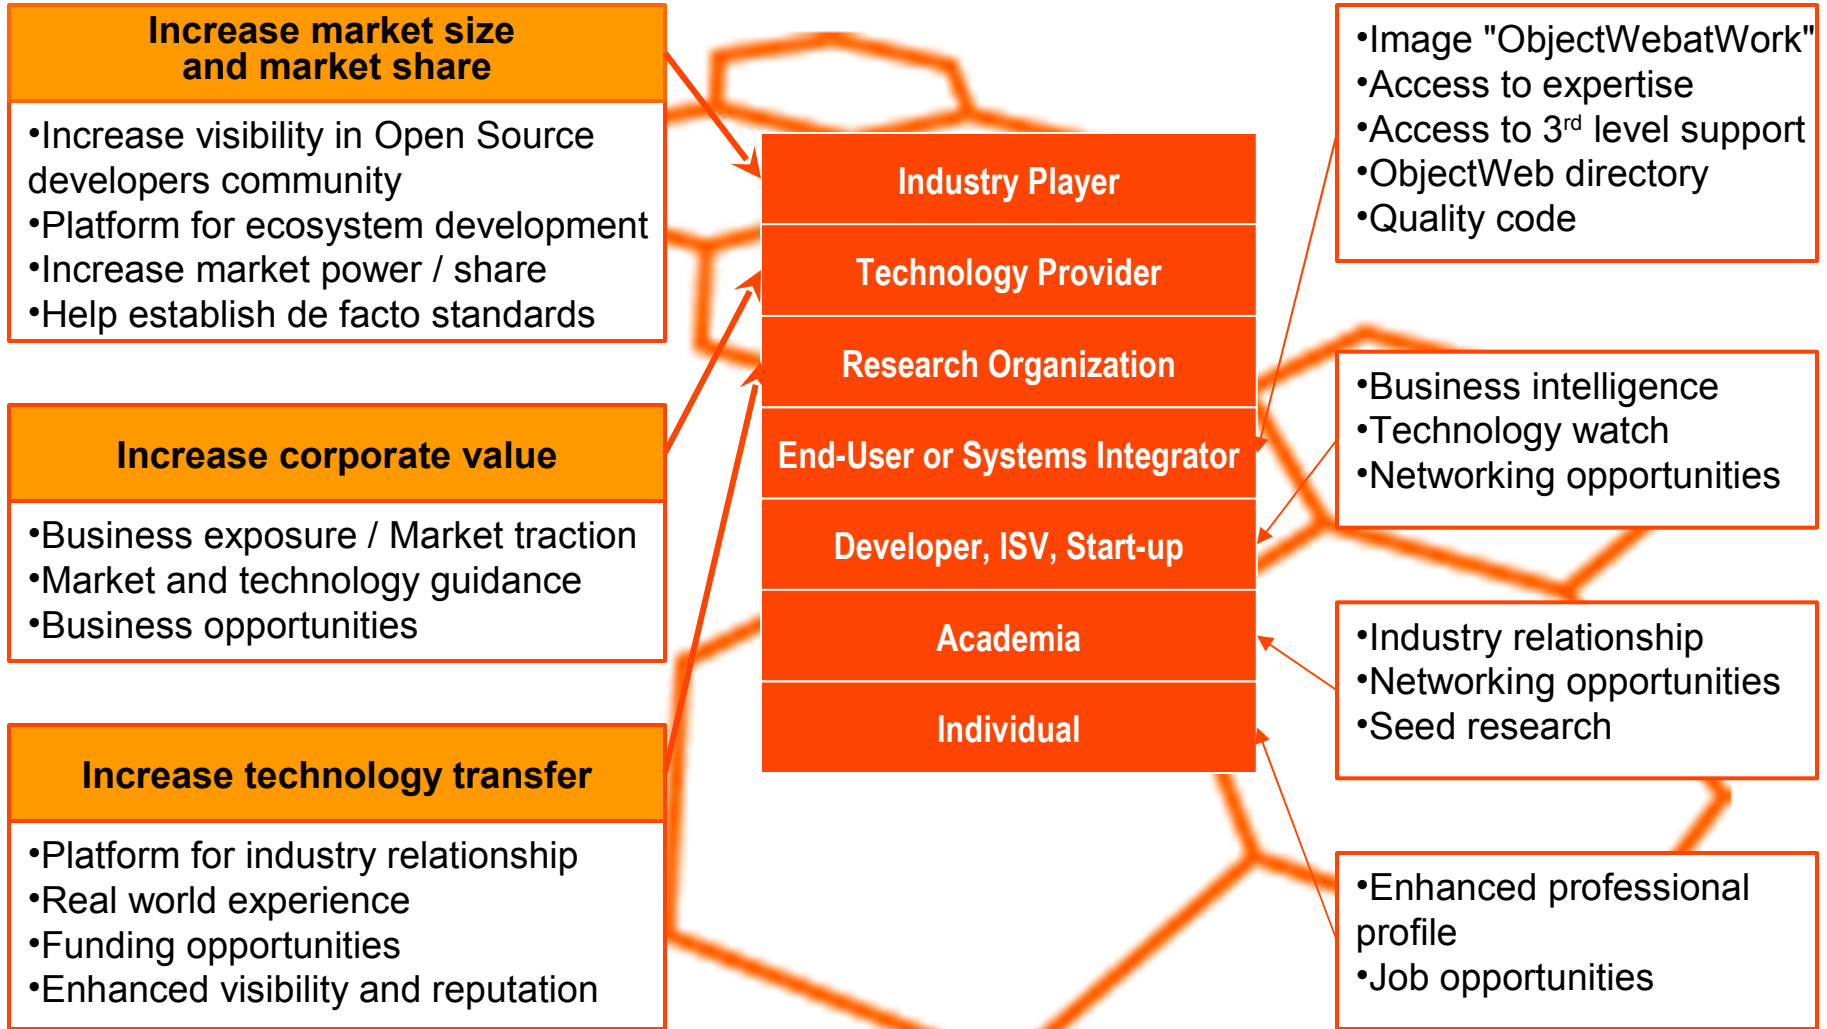 Increase market size
and market share
•Increase visibility in Open Source
developers community
•Platform for ecosystem development
•Increase market power / share
•Help establish de facto standards
Increase corporate value
•Business exposure / Market traction
•Market and technology guidance
•Business opportunities
Increase technology transfer
•Platform for industry relationship
•Real world experience
•Funding opportunities
•Enhanced visibility and reputation
Industry Player
Technology Provider
Research Organization
End-User or Systems Integrator
Developer, ISV, Start-up
Academia
Individual
•Image "ObjectWebatWork"
•Access to expertise
•Access to 3rd level support
•ObjectWeb directory
•Quality code
•Business intelligence
•Technology watch
•Networking opportunities
•Industry relationship
•Networking opportunities
•Seed research
•Enhanced professional
profile
•Job opportunities